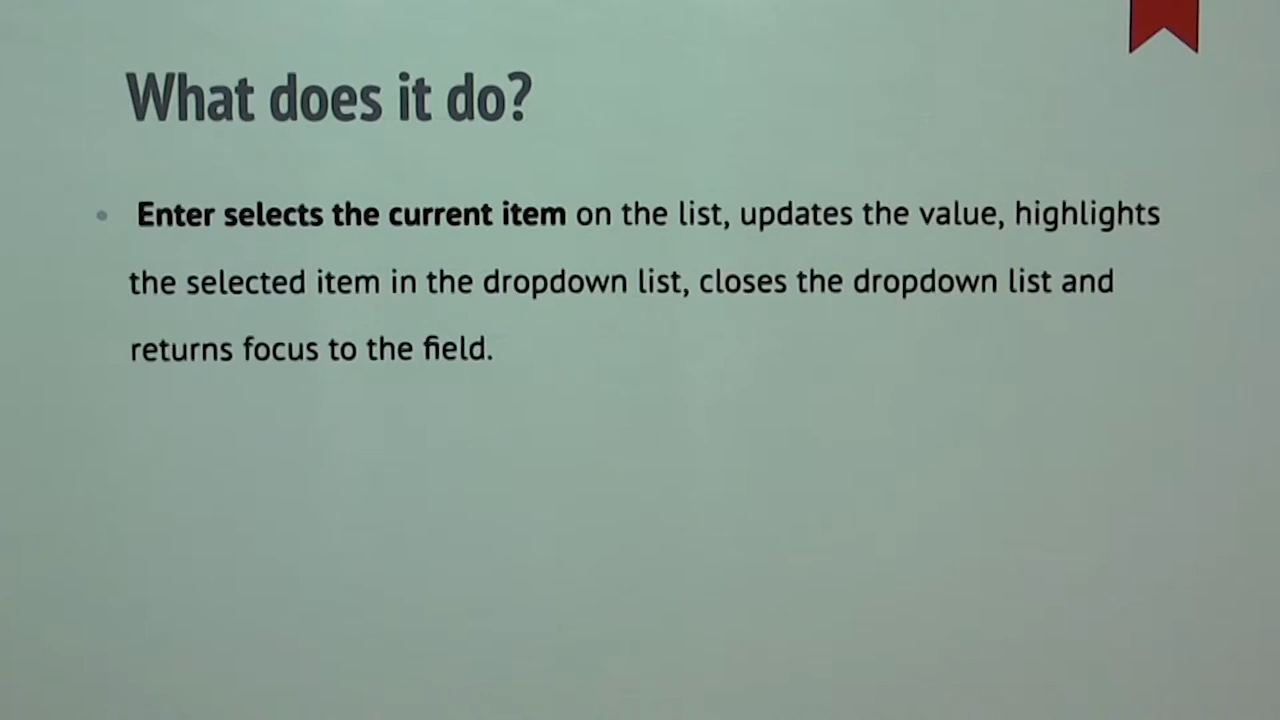 What does it do?
• Enter selects the current item on the list, updates the value, highlights
the selected item in the dropdown list, closes the dropdown list and
returns focus to the field.